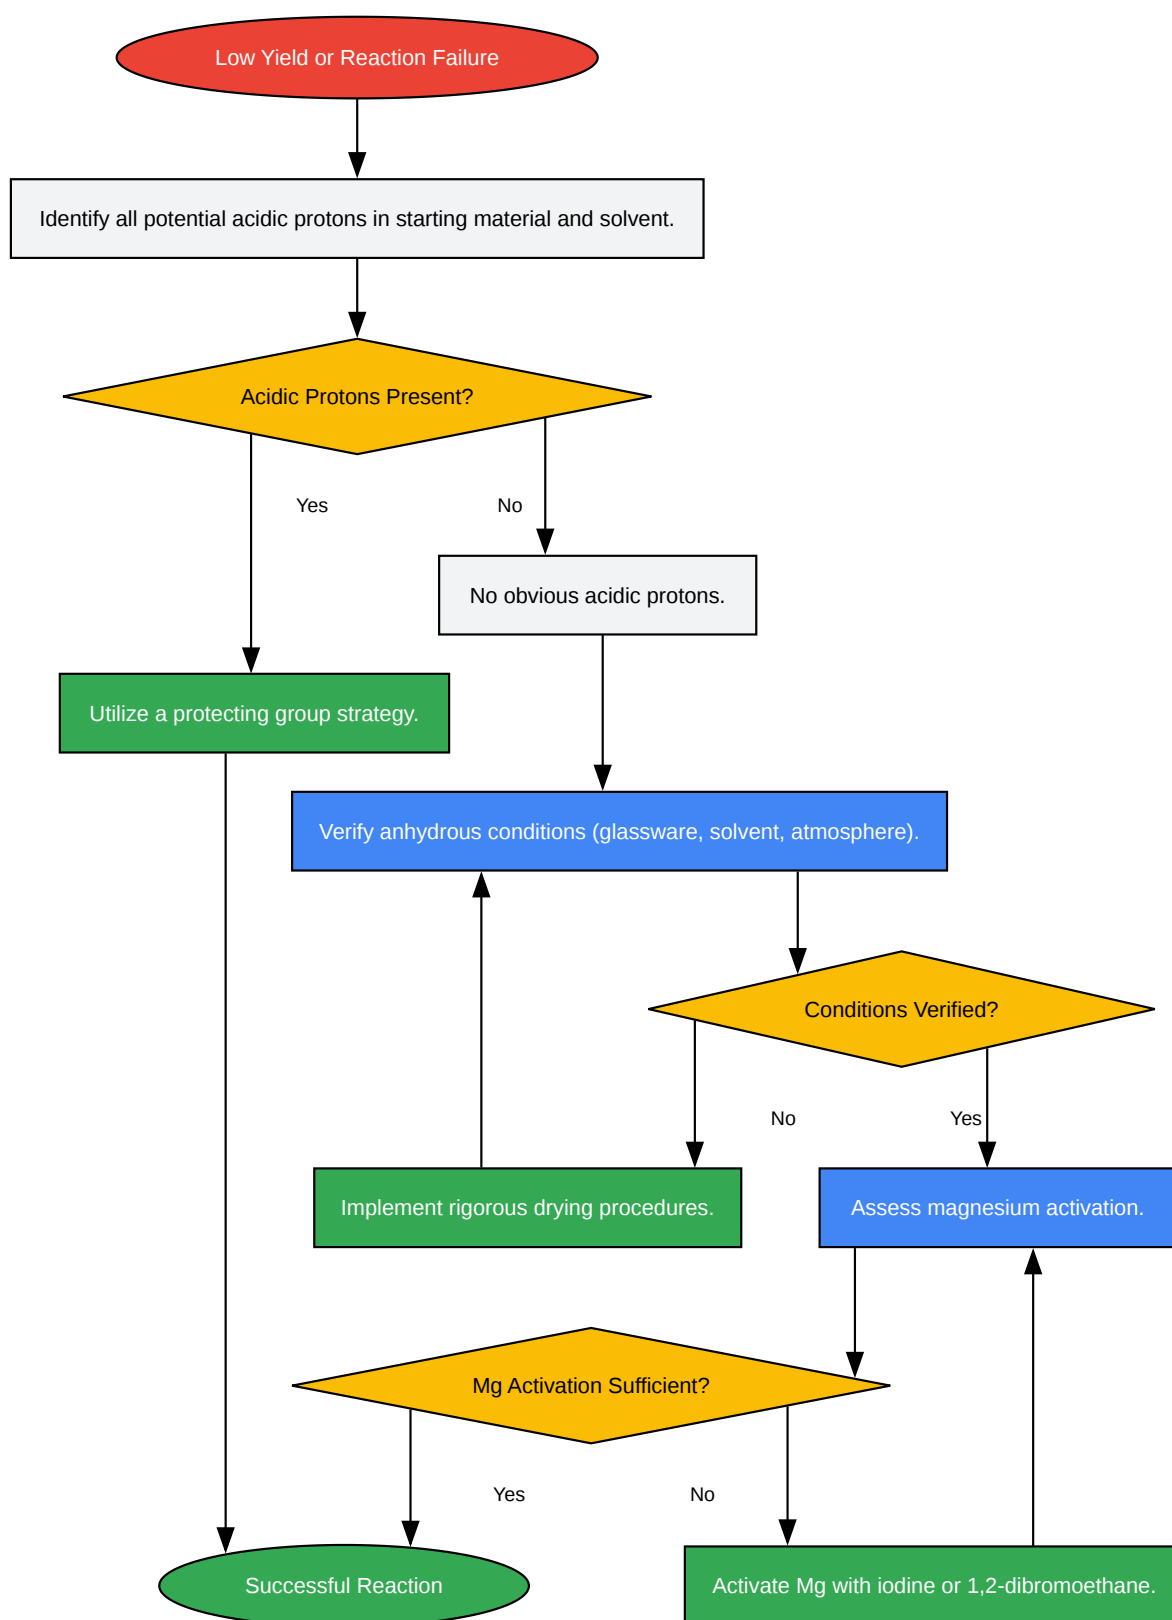 Low Yield or Reaction Failure
Identify all potential acidic protons in starting material and solvent.
Acidic Protons Present?
Yes
No
No obvious acidic protons.
Utilize a protecting group strategy.
Verify anhydrous conditions (glassware, solvent, atmosphere).
Conditions Verified?
No
Yes
Implement rigorous drying procedures.
Assess magnesium activation.
Mg Activation Sufficient?
Yes
No
Successful Reaction
Activate Mg with iodine or 1,2-dibromoethane.